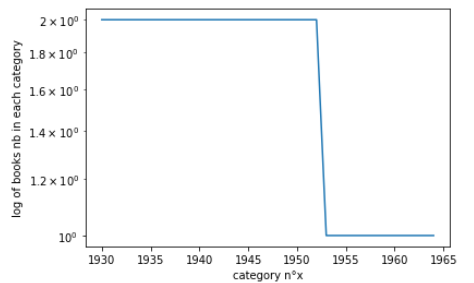 log of books nb in each category
2 × 10⁰
1.8 × 10⁰
1.6 × 10⁰
1.4 × 10⁰
1.2 × 10⁰
10⁰
1930 1935 1940 1945 1950 1955 1960 1965
category n°x